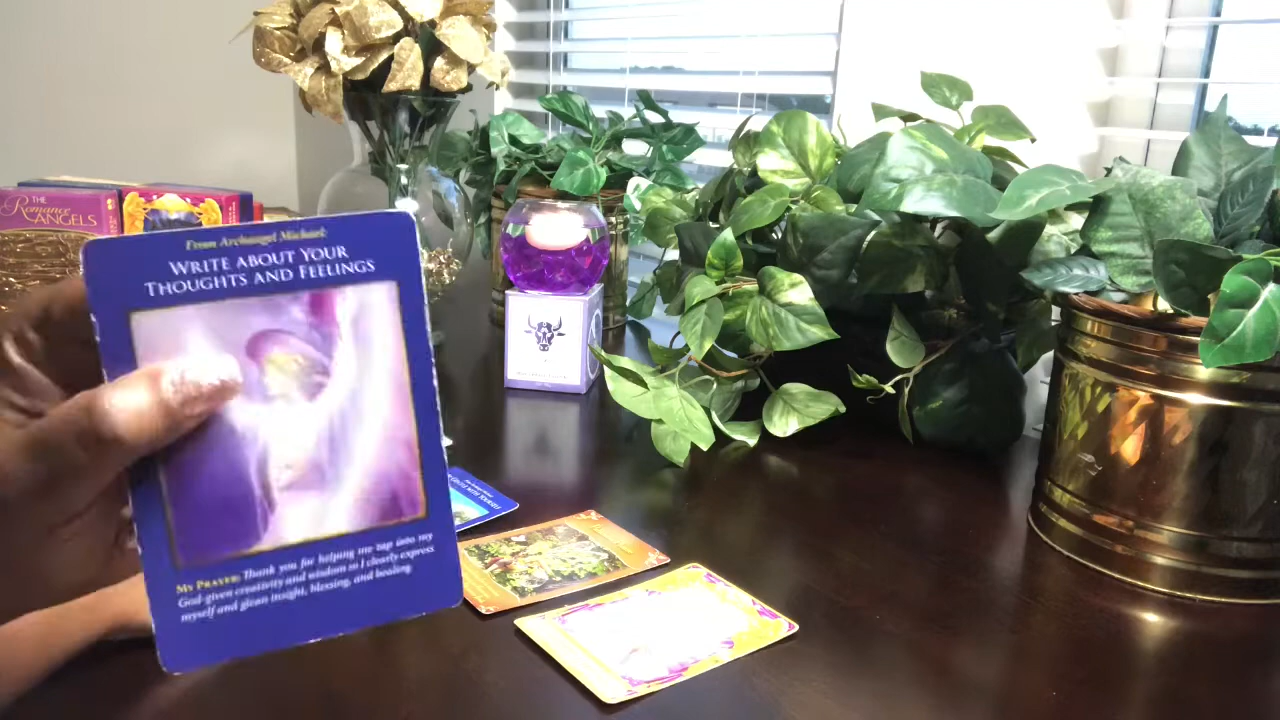 THE
Romance
ANGELS
From Archangel Michael:
WRITE ABOUT YOUR
THOUGHTS AND FEELINGS
MY PRAYER: Thank you for helping me tap into my
God-given creativity and wisdom so I clearly express
myself and glean insight, blessing, and healing.